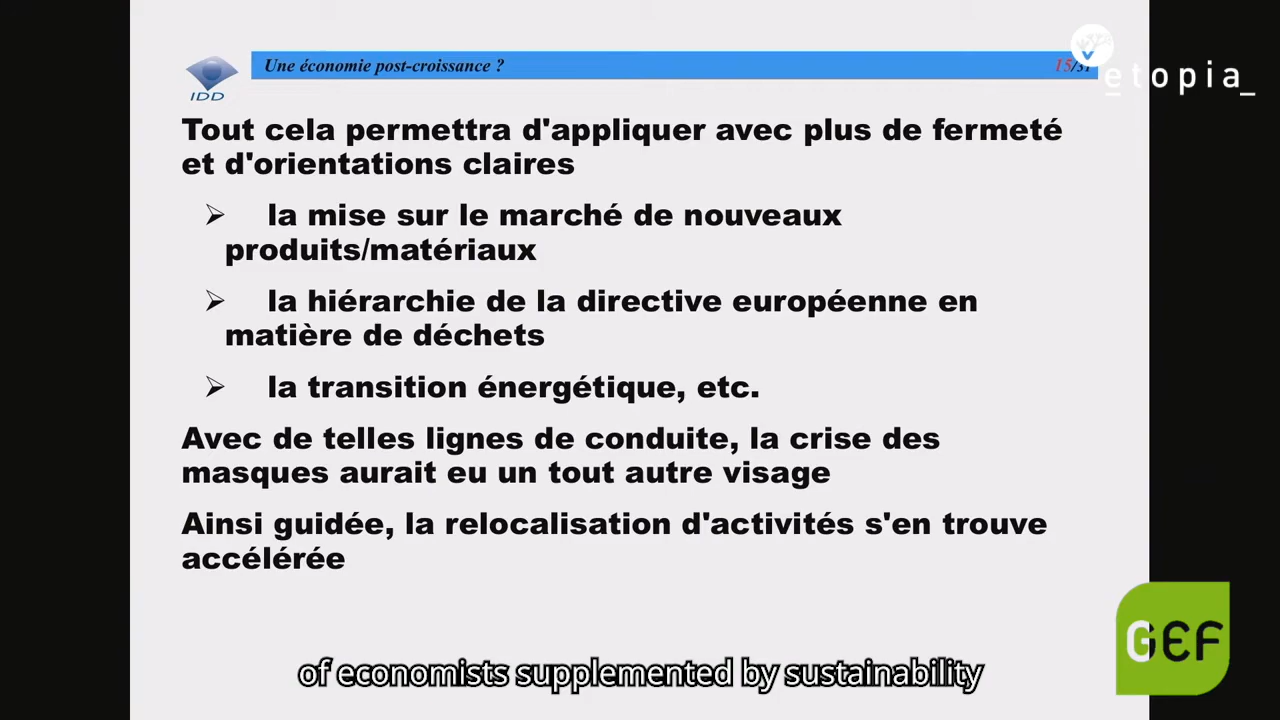 Une économie post-croissance ?
15/31
etopia_
IDD
Tout cela permettra d'appliquer avec plus de fermeté
et d'orientations claires
➢ la mise sur le marché de nouveaux
produits/matériaux
➢ la hiérarchie de la directive européenne en
matière de déchets
➢ la transition énergétique, etc.
Avec de telles lignes de conduite, la crise des
masques aurait eu un tout autre visage
Ainsi guidée, la relocalisation d'activités s'en trouve
accélérée
GEF
of economists supplemented by sustainability